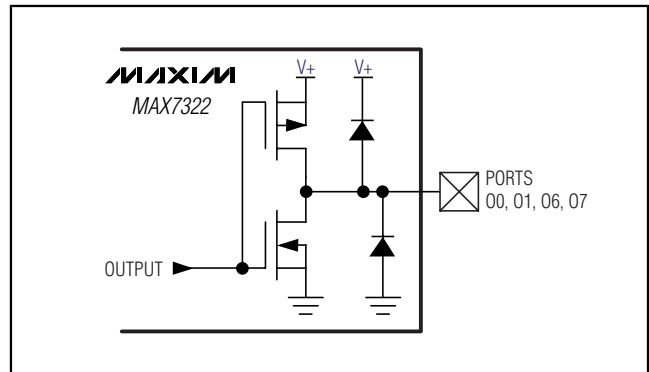 MAXIM
MAX7322
V+ V+
PORTS
O0, O1, O6, O7
OUTPUT